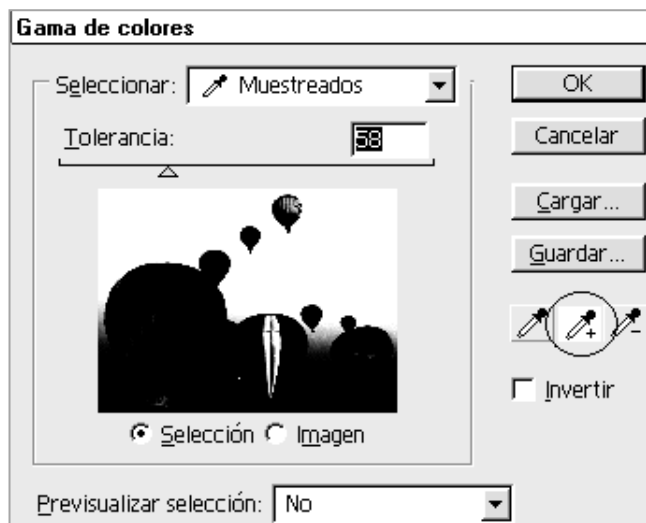 Gama de colores
Seleccionar: Muestreados
OK
Tolerancia: 58
Cancelar
Cargar...
Guardar...
Invertir
Selección Imagen
Previsualizar selección: No